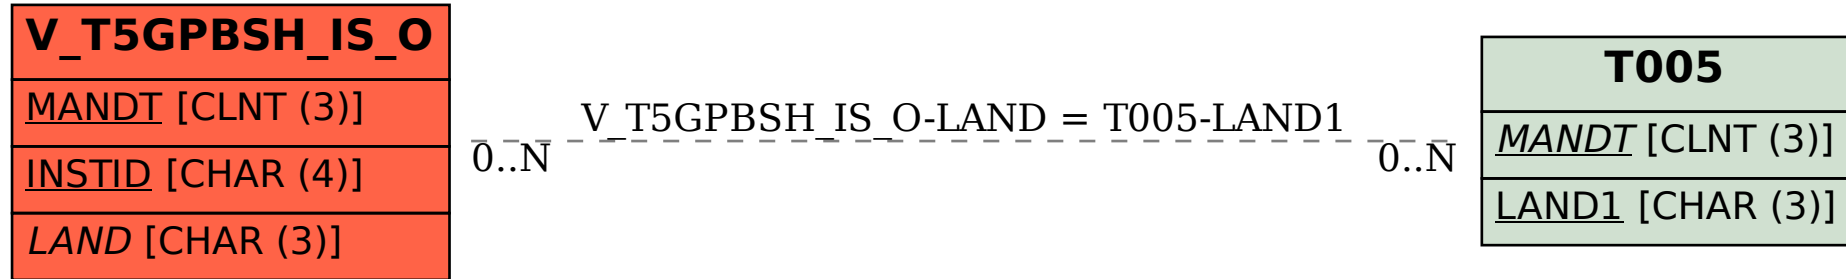 V_T5GPBSH_IS_O
MANDT [CLNT (3)]
INSTID [CHAR (4)]
LAND [CHAR (3)]
V_T5GPBSH_IS_O-LAND = T005-LAND1
0..N
0..N
T005
MANDT [CLNT (3)]
LAND1 [CHAR (3)]